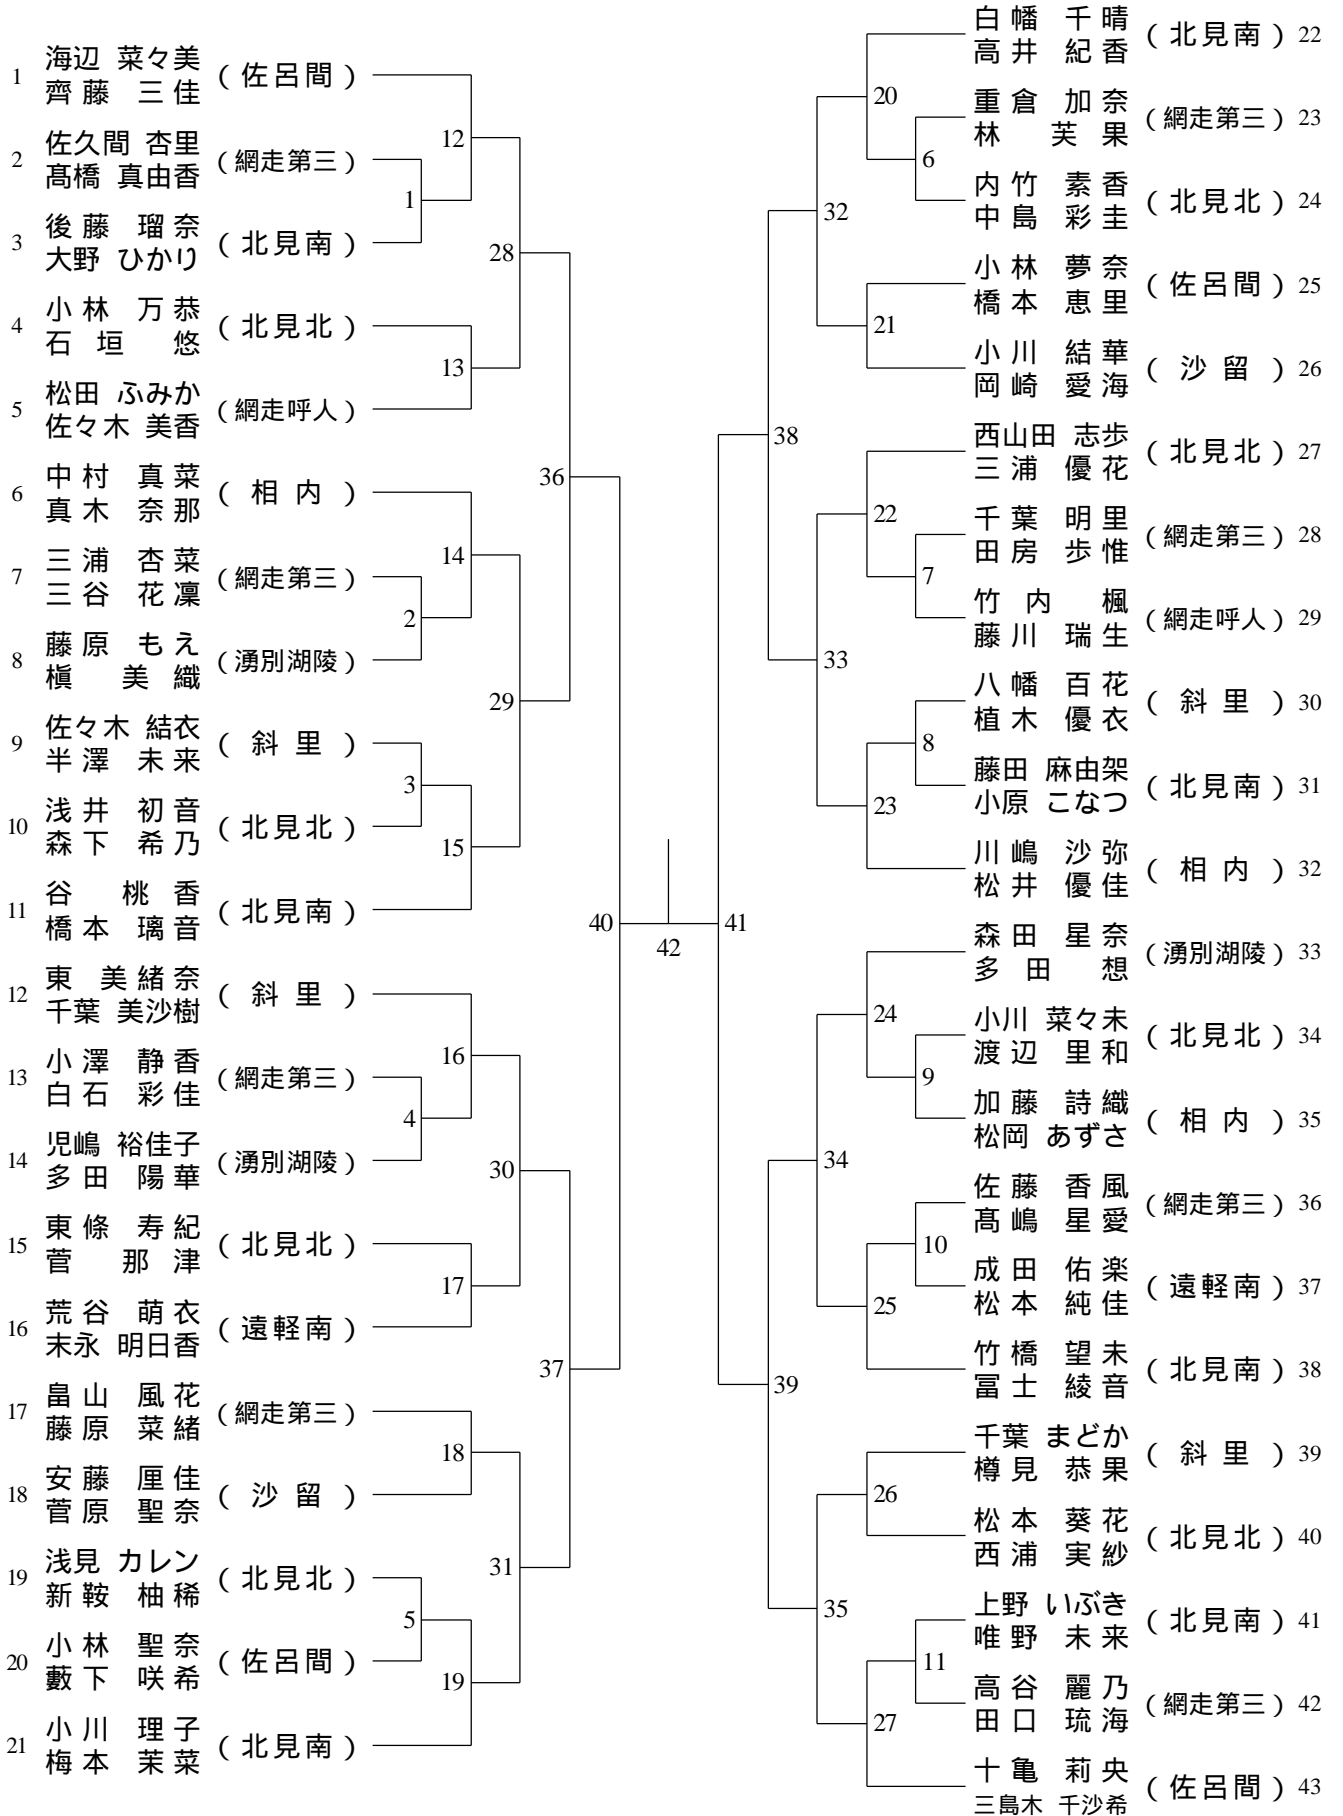 1 海辺 菜々美 (佐呂間)
齊藤 三佳
2 佐久間 杏里 (網走第三)
髙橋 真由香
3 後藤 瑠奈 (北見南)
大野 ひかり
4 小林 万恭 (北見北)
石垣 悠
5 松田 ふみか (網走呼人)
佐々木 美香
6 中村 真菜 (相内)
真木 奈那
7 三浦 杏菜 (網走第三)
三谷 花凜
8 藤原 もえ (湧別湖陵)
槇 美織
9 佐々木 結衣 (斜里)
半澤 未来
10 浅井 初音 (北見北)
森下 希乃
11 谷 桃香 (北見南)
橋本 璃音
12 東 美緒奈 (斜里)
千葉 美沙樹
13 小澤 静香 (網走第三)
白石 彩佳
14 児嶋 裕佳子 (湧別湖陵)
多田 陽華
15 東條 寿紀 (北見北)
菅 那津
16 荒谷 萌衣 (遠軽南)
末永 明日香
17 畠山 風花 (網走第三)
藤原 菜緒
18 安藤 厘佳 (沙留)
菅原 聖奈
19 浅見 カレン (北見北)
新鞍 柚稀
20 小林 聖奈 (佐呂間)
藪下 咲希
21 小川 理子 (北見南)
梅本 茉菜
12
1
28
13
36
14
2
29
3
15
40
16
4
30
17
37
18
31
5
19
42
41
20
6
32
21
38
22
7
33
8
23
24
9
34
10
25
39
26
35
11
27
白幡 千晴 (北見南) 22
高井 紀香
重倉 加奈 (網走第三) 23
林 芙果
内竹 素香 (北見北) 24
中島 彩圭
小林 夢奈 (佐呂間) 25
橋本 恵里
小川 結華 (沙留) 26
岡崎 愛海
西山田 志歩 (北見北) 27
三浦 優花
千葉 明里 (網走第三) 28
田房 歩惟
竹内 楓 (網走呼人) 29
藤川 瑞生
八幡 百花 (斜里) 30
植木 優衣
藤田 麻由架 (北見南) 31
小原 こなつ
川嶋 沙弥 (相内) 32
松井 優佳
森田 星奈 (湧別湖陵) 33
多田 想
小川 菜々未 (北見北) 34
渡辺 里和
加藤 詩織 (相内) 35
松岡 あずさ
佐藤 香風 (網走第三) 36
髙嶋 星愛
成田 佑楽 (遠軽南) 37
松本 純佳
竹橋 望未 (北見南) 38
冨士 綾音
千葉 まどか (斜里) 39
樽見 恭果
松本 葵花 (北見北) 40
西浦 実紗
上野 いぶき (北見南) 41
唯野 未来
高谷 麗乃 (網走第三) 42
田口 琉海
十亀 莉央 (佐呂間) 43
三島木 千沙希